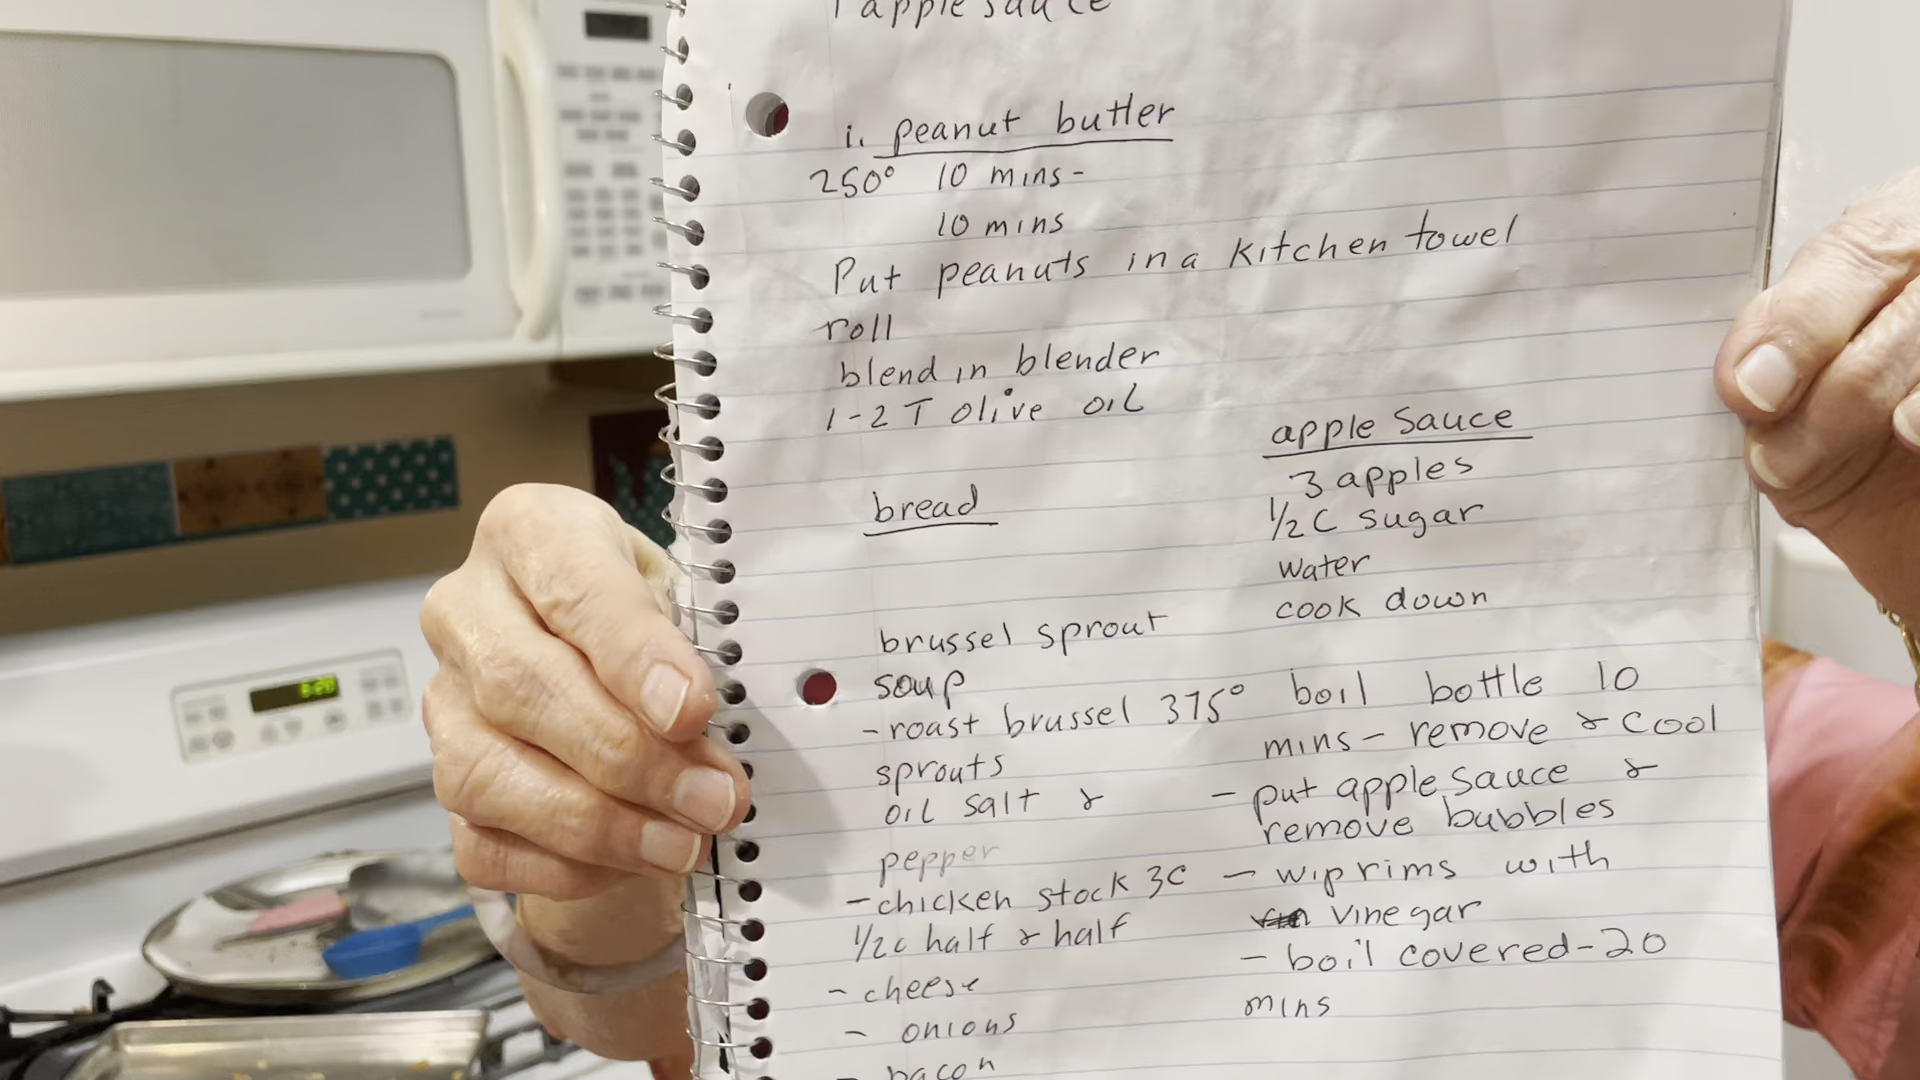 1 apple sauce
i. peanut butter
250° 10 mins-
10 mins
Put peanuts in a kitchen towel
roll
blend in blender
1-2 T olive oil
bread
brussel sprout
soup
-roast brussel 375°
sprouts
oil salt &
pepper
-chicken stock 3c
1/2c half & half
- cheese
- onions
- bacon
apple sauce
3 apples
1/2 C sugar
water
cook down
boil bottle 10
mins- remove & cool
- put apple sauce &
remove bubbles
- wip rims with
vinegar
- boil covered-20
mins